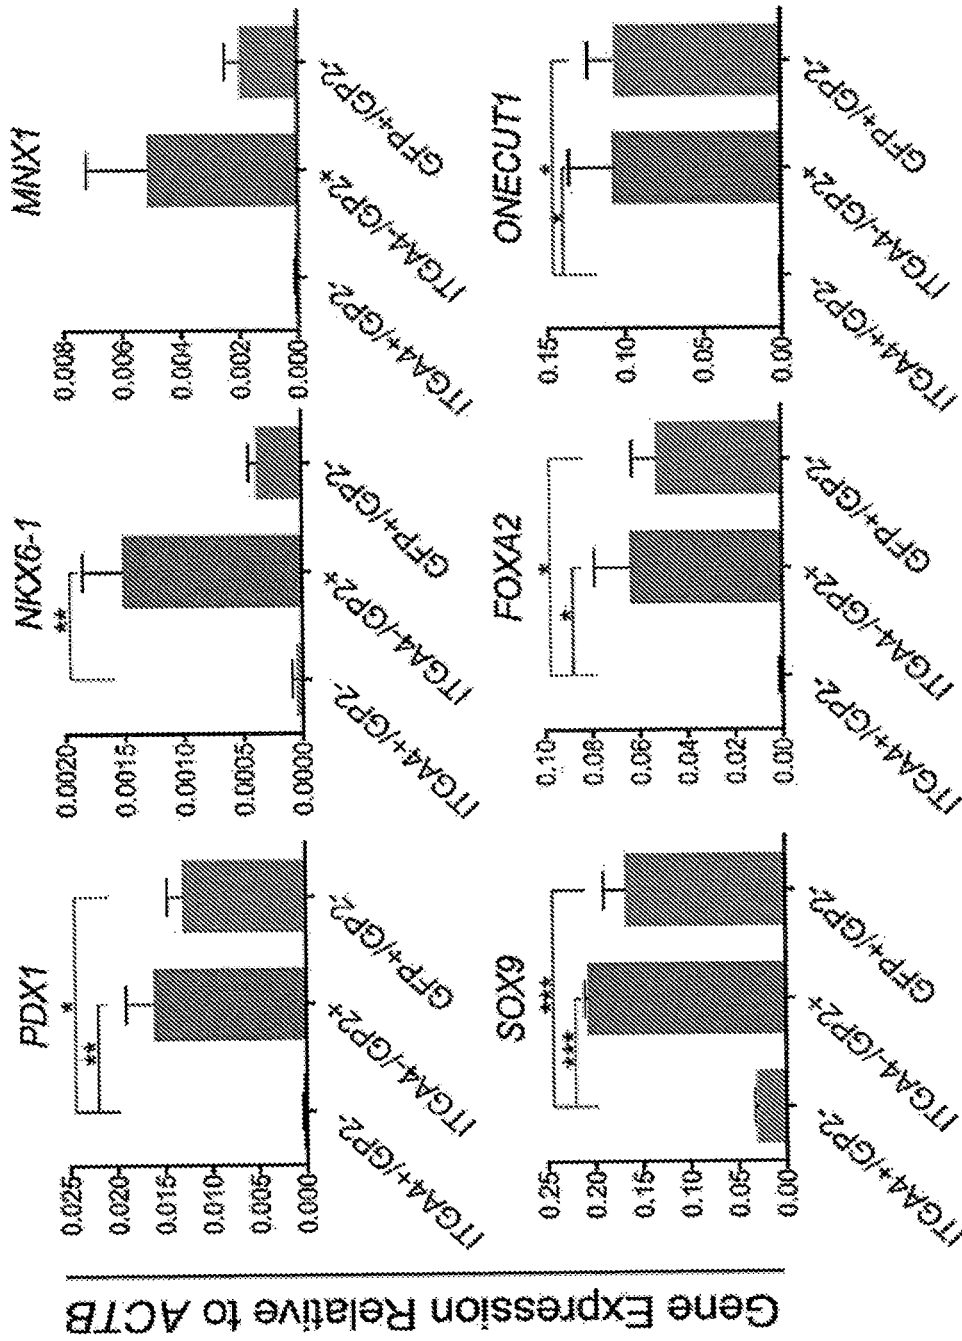 Gene Expression Relative to ACTB
PDX1
**
*
0.025
0.020
0.015
0.010
0.005
0.000
ITGA4+/GP2-
ITGA4-/GP2+
GFP+/GP2-
NKX6-1
**
0.0020
0.0015
0.0010
0.0005
0.0000
ITGA4+/GP2-
ITGA4-/GP2+
GFP+/GP2-
MNX1
0.008
0.006
0.004
0.002
0.000
ITGA4+/GP2-
ITGA4-/GP2+
GFP+/GP2-
SOX9
***
***
0.25
0.20
0.15
0.10
0.05
0.00
ITGA4+/GP2-
ITGA4-/GP2+
GFP+/GP2-
FOXA2
*
*
0.10
0.08
0.06
0.04
0.02
0.00
ITGA4+/GP2-
ITGA4-/GP2+
GFP+/GP2-
ONECUT1
*
*
0.15
0.10
0.05
0.00
ITGA4+/GP2-
ITGA4-/GP2+
GFP+/GP2-